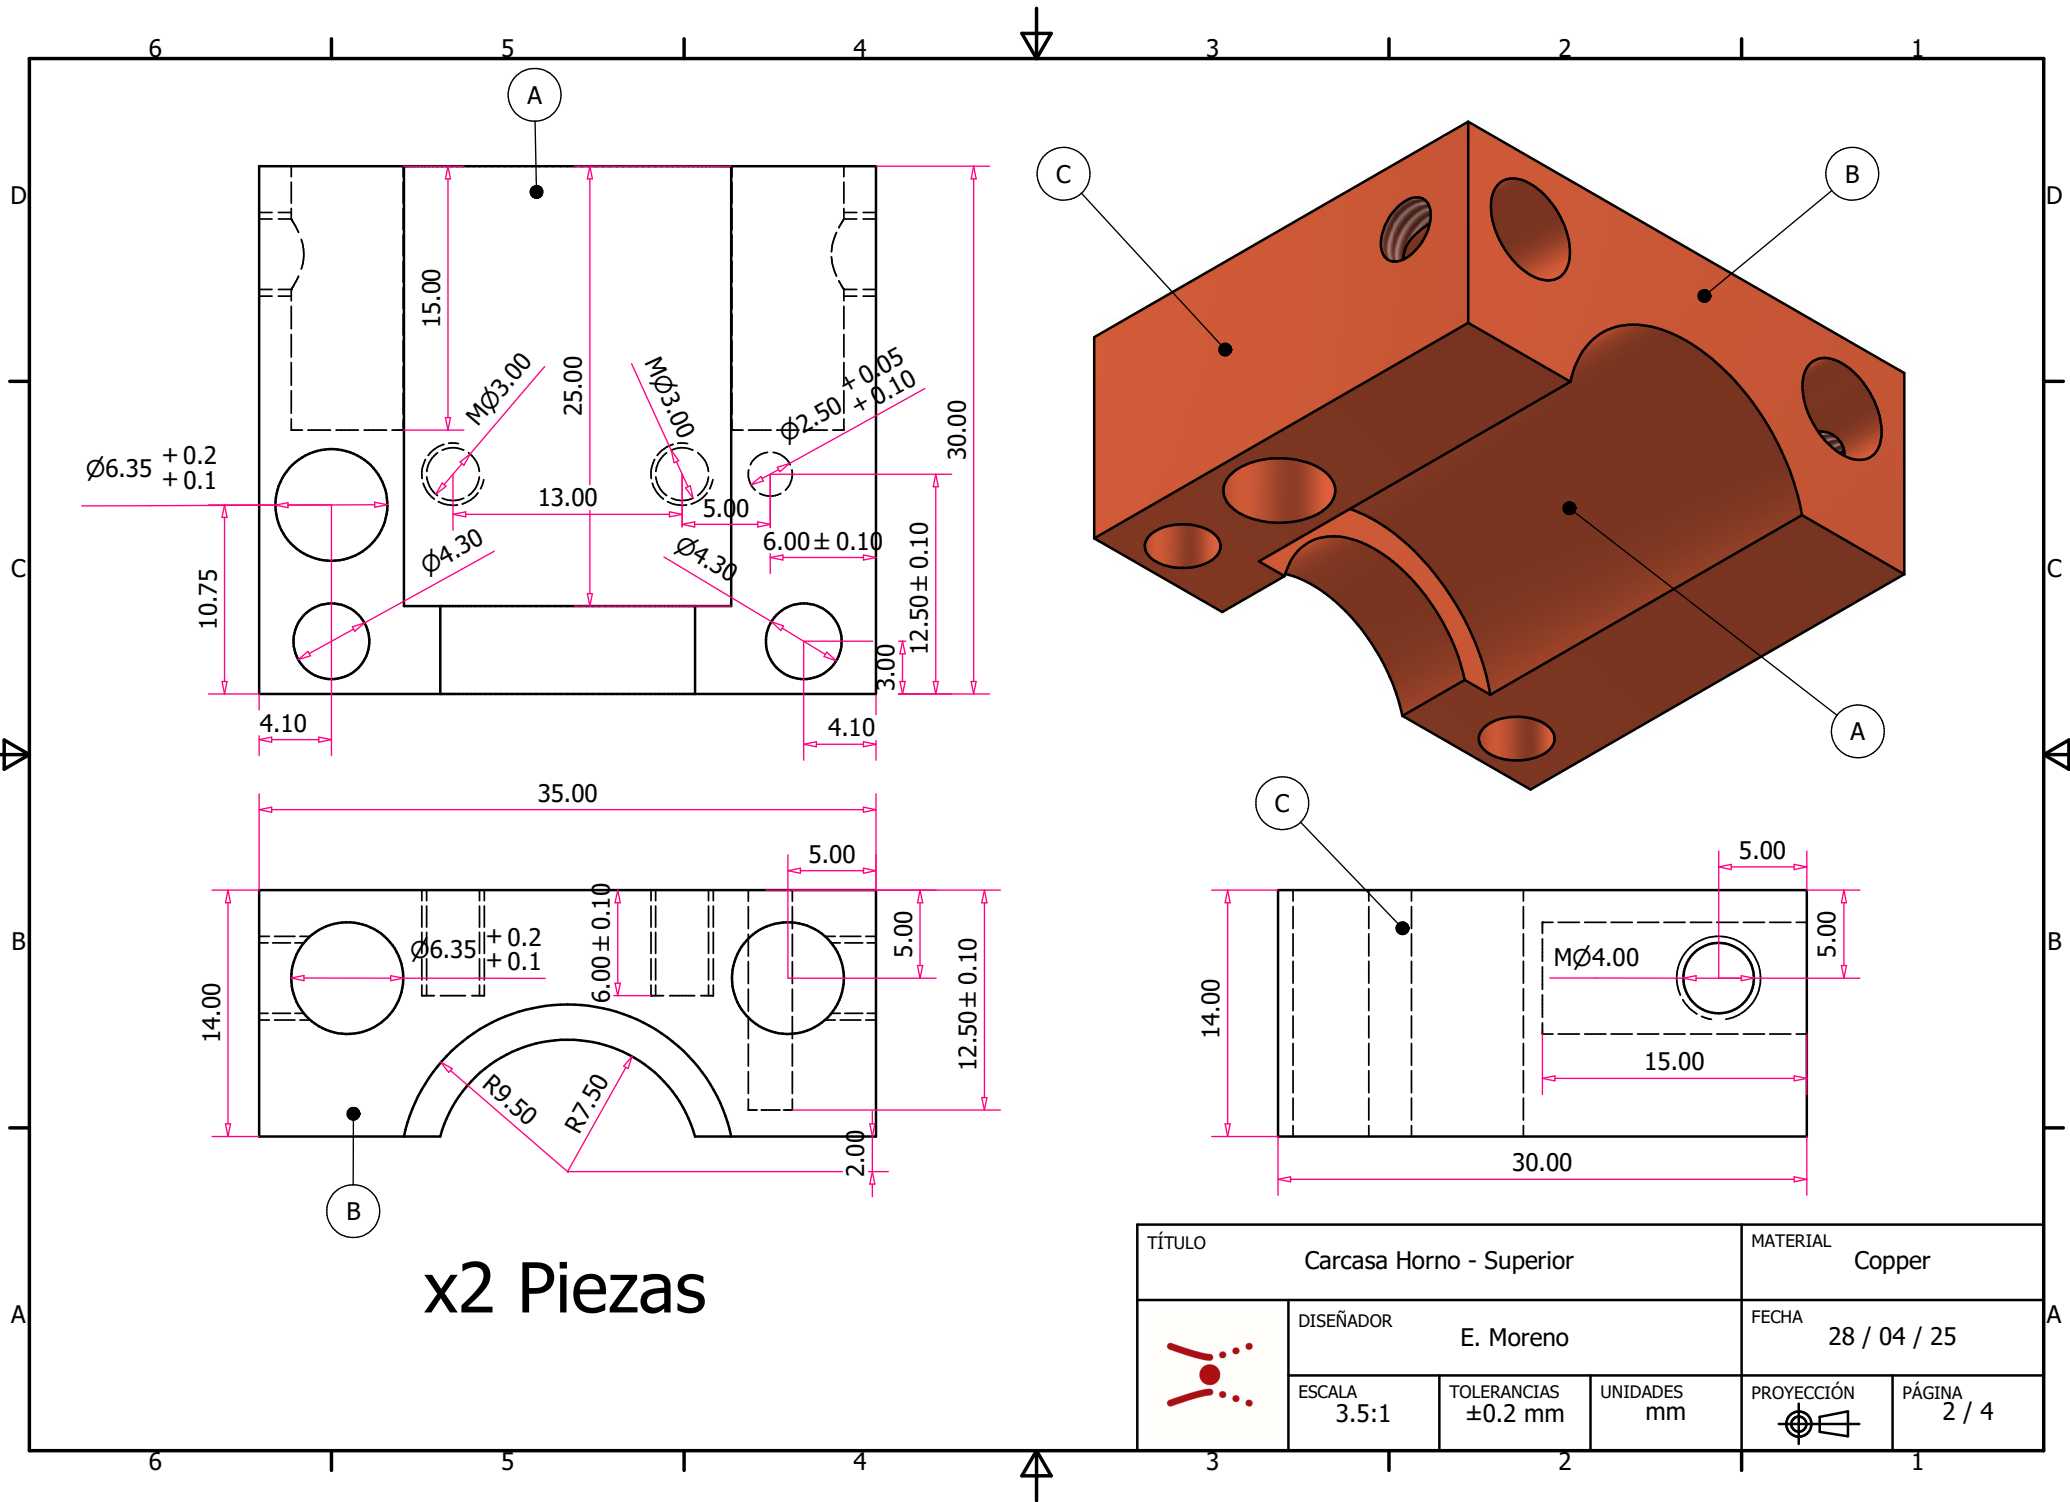 6 5 4 3 2 1
D D
C C
B B
A A
A
15.00
25.00
30.00
MØ3.00
MØ3.00
Ø2.50 + 0.05 + 0.10
Ø6.35 + 0.2 + 0.1
13.00
5.00
6.00 ± 0.10
12.50 ± 0.10
Ø4.30
Ø4.30
10.75
3.00
4.10
4.10
C
B
A
35.00
5.00
5.00
6.00 ± 0.10
Ø6.35 + 0.2 + 0.1
12.50 ± 0.10
14.00
R9.50
R7.50
2.00
B
C
5.00
5.00
MØ4.00
14.00
15.00
30.00
x2 Piezas
TÍTULO
Carcasa Horno - Superior
MATERIAL
Copper
DISEÑADOR
E. Moreno
FECHA
28 / 04 / 25
ESCALA
3.5:1
TOLERANCIAS
±0.2 mm
UNIDADES
mm
PROYECCIÓN
PÁGINA
2 / 4
6 5 4 3 2 1